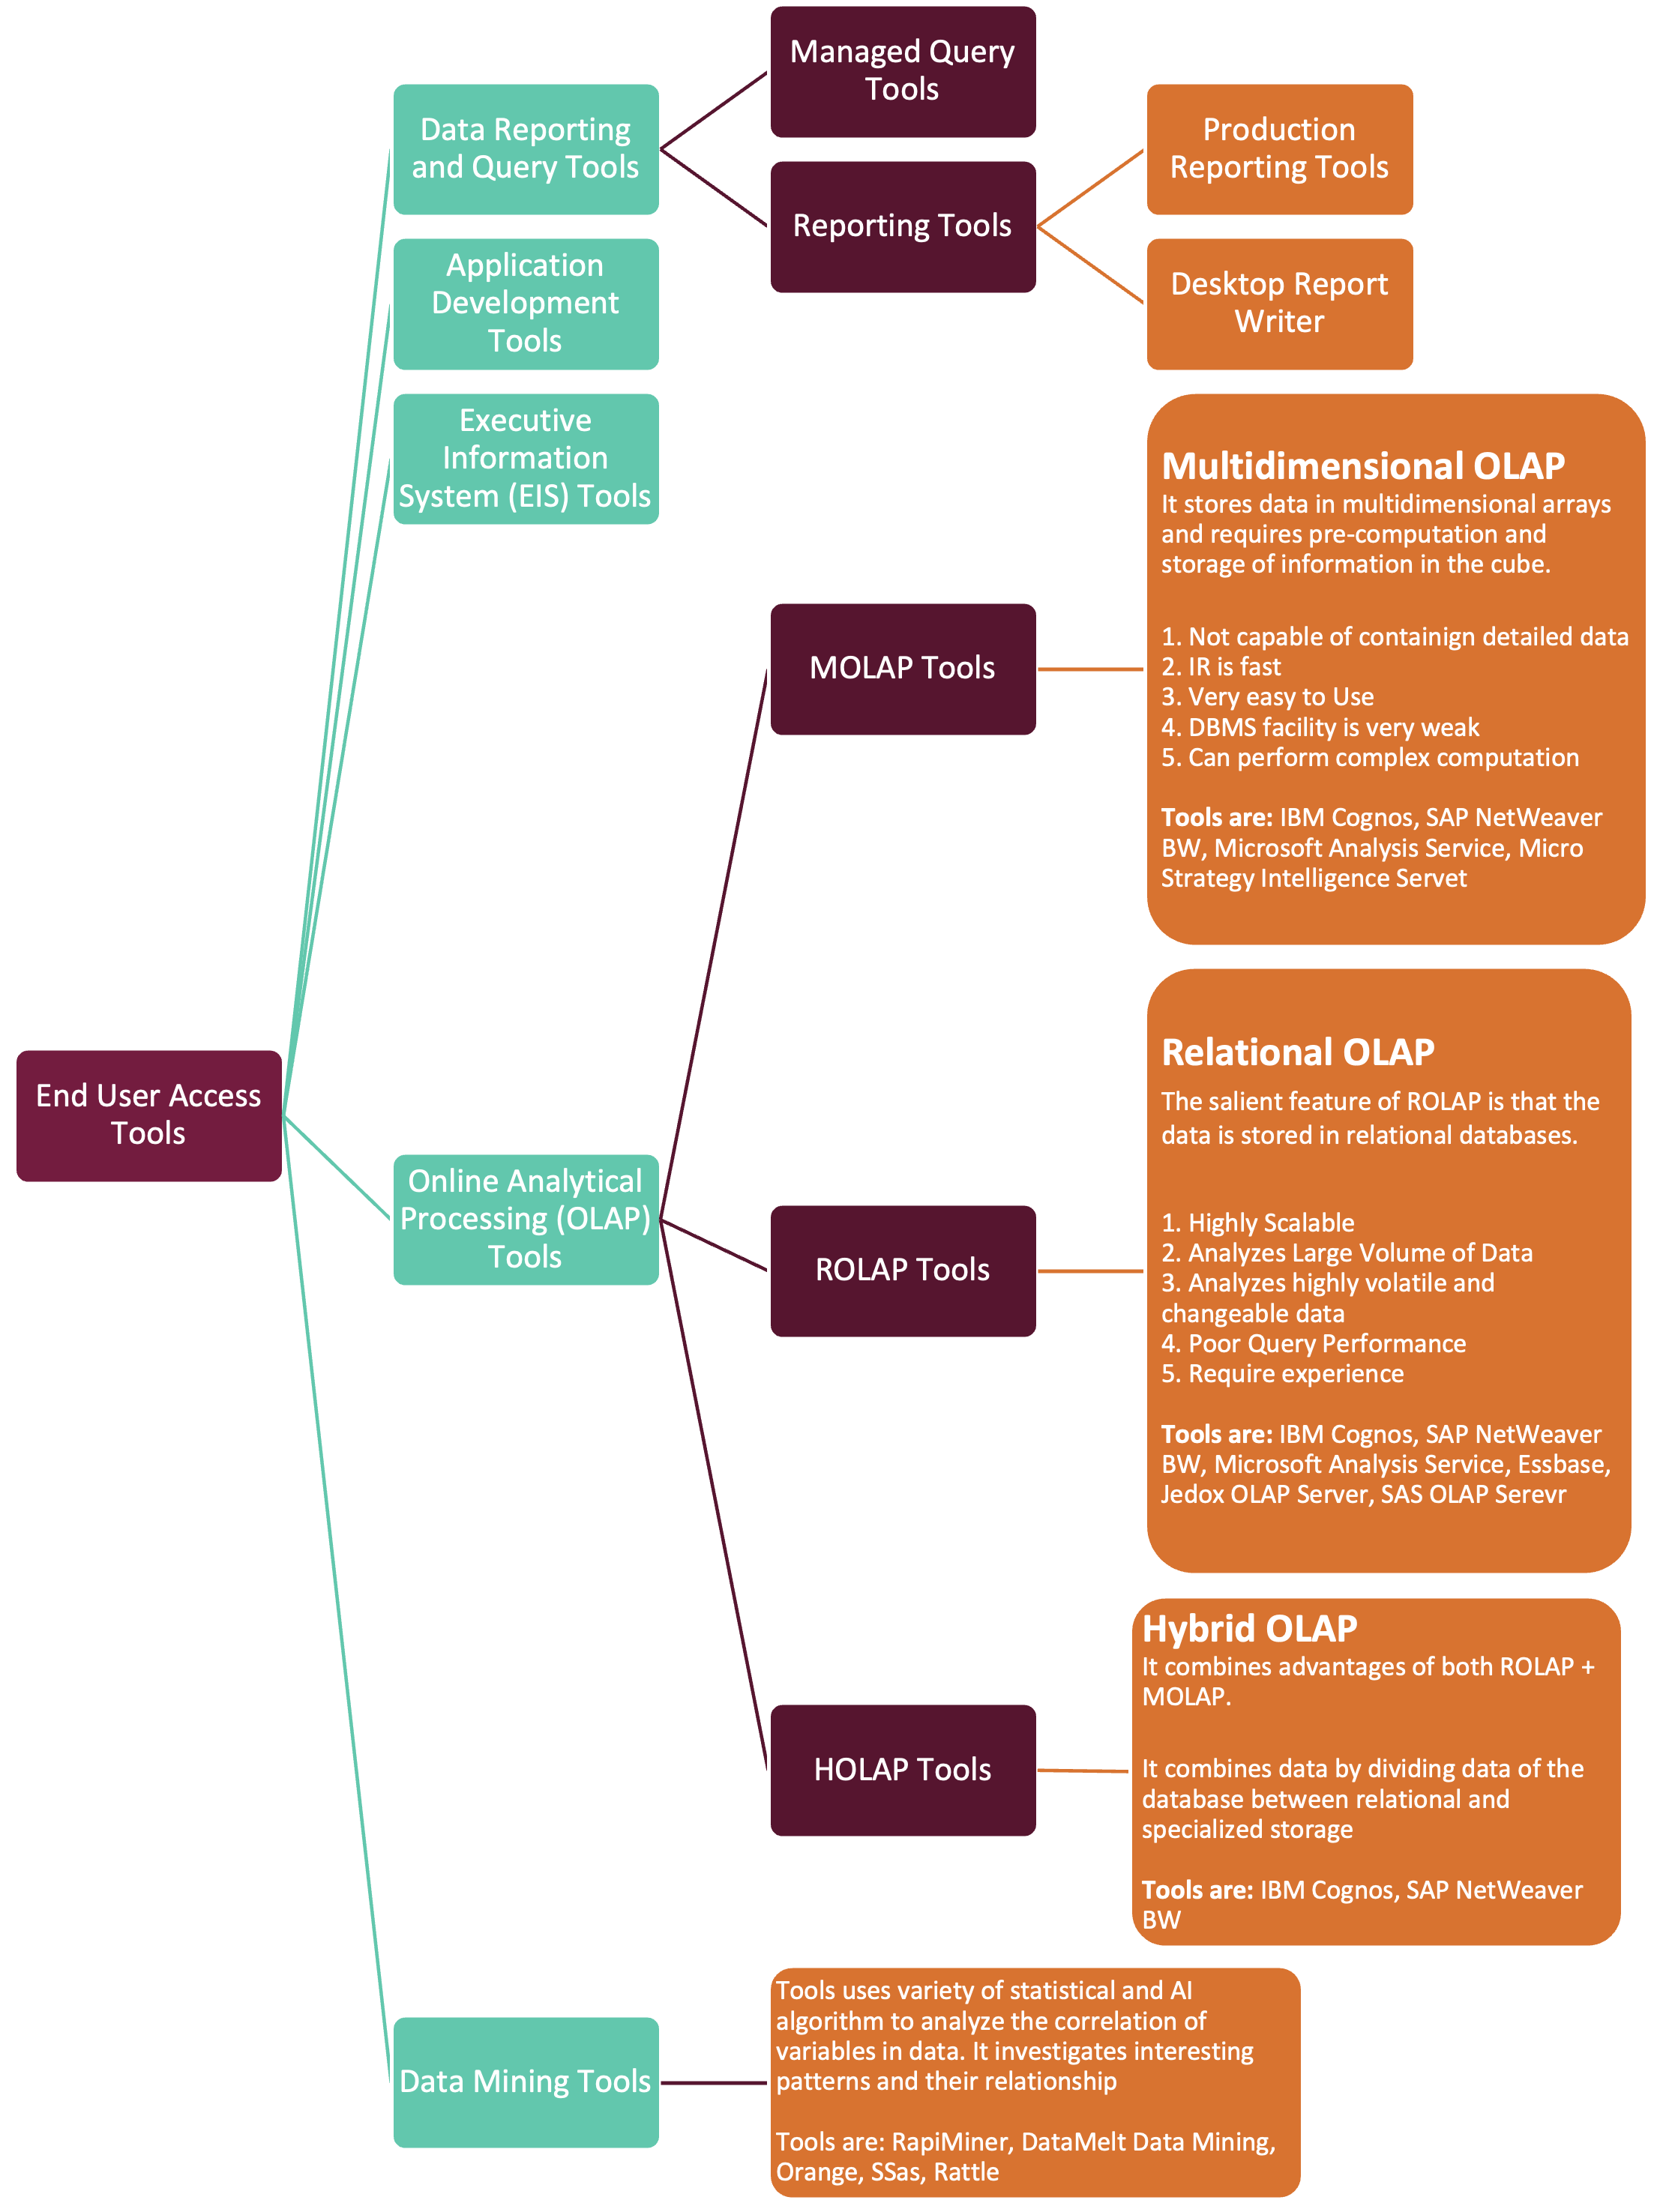 End User Access
Tools
Data Reporting
and Query Tools
Managed Query
Tools
Reporting Tools
Production
Reporting Tools
Desktop Report
Writer
Application
Development
Tools
Executive
Information
System (EIS) Tools
Online Analytical
Processing (OLAP)
Tools
MOLAP Tools
Multidimensional OLAP
It stores data in multidimensional arrays
and requires pre-computation and
storage of information in the cube.
1. Not capable of containign detailed data
2. IR is fast
3. Very easy to Use
4. DBMS facility is very weak
5. Can perform complex computation
Tools are: IBM Cognos, SAP NetWeaver
BW, Microsoft Analysis Service, Micro
Strategy Intelligence Servet
ROLAP Tools
Relational OLAP
The salient feature of ROLAP is that the
data is stored in relational databases.
1. Highly Scalable
2. Analyzes Large Volume of Data
3. Analyzes highly volatile and
changeable data
4. Poor Query Performance
5. Require experience
Tools are: IBM Cognos, SAP NetWeaver
BW, Microsoft Analysis Service, Essbase,
Jedox OLAP Server, SAS OLAP Serevr
HOLAP Tools
Hybrid OLAP
It combines advantages of both ROLAP +
MOLAP.
It combines data by dividing data of the
database between relational and
specialized storage
Tools are: IBM Cognos, SAP NetWeaver
BW
Data Mining Tools
Tools uses variety of statistical and AI
algorithm to analyze the correlation of
variables in data. It investigates interesting
patterns and their relationship
Tools are: RapiMiner, DataMelt Data Mining,
Orange, SSas, Rattle